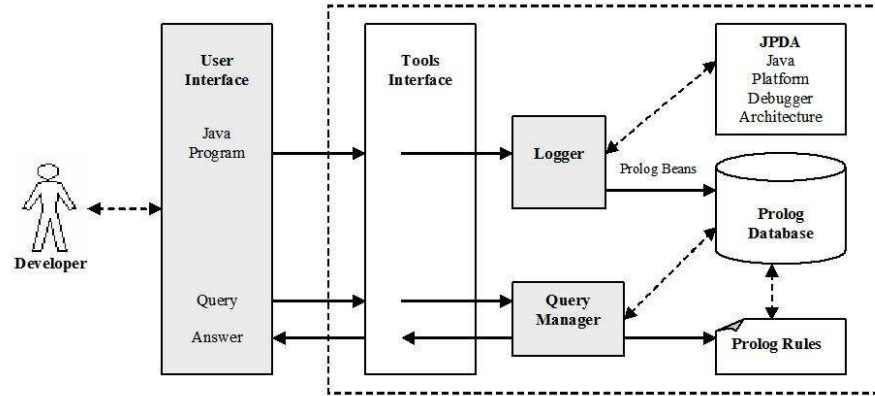 User
Interface
Java
Program
Query
Answer
Tools
Interface
JPDA
Java
Platform
Debugger
Architecture
Logger
Prolog Beans
Prolog
Database
Developer
Query
Manager
Prolog Rules